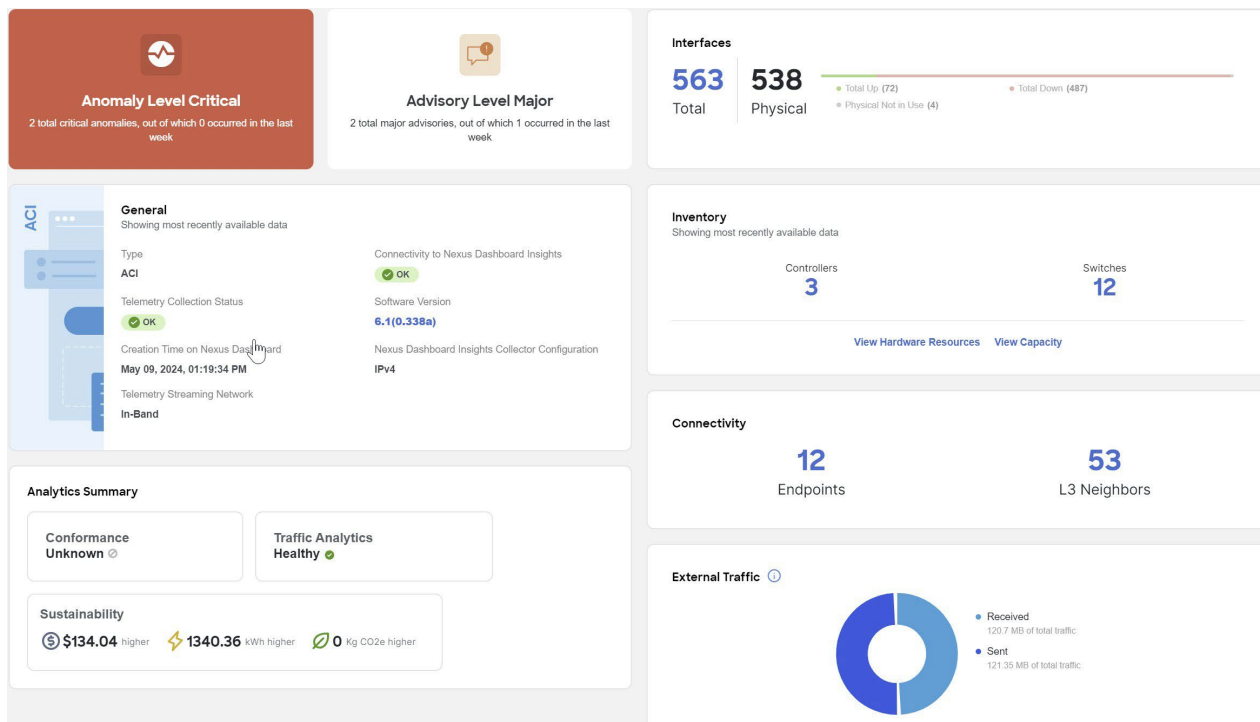 Anomaly Level Critical
2 total critical anomalies, out of which 0 occurred in the last
week
Advisory Level Major
2 total major advisories, out of which 1 occurred in the last
week
Interfaces
563
Total
538
Physical
Total Up (72)
Total Down (487)
Physical Not in Use (4)
ACI
General
Showing most recently available data
Type
ACI
Connectivity to Nexus Dashboard Insights
OK
Telemetry Collection Status
OK
Software Version
6.1(0.338a)
Creation Time on Nexus Dashboard
May 09, 2024, 01:19:34 PM
Nexus Dashboard Insights Collector Configuration
IPv4
Telemetry Streaming Network
In-Band
Inventory
Showing most recently available data
Controllers
3
Switches
12
View Hardware Resources View Capacity
Connectivity
12
Endpoints
53
L3 Neighbors
Analytics Summary
Conformance
Unknown
Traffic Analytics
Healthy
Sustainability
$134.04 higher 1340.36 kWh higher 0 Kg CO2e higher
External Traffic
Received
120.7 MB of total traffic
Sent
121.35 MB of total traffic